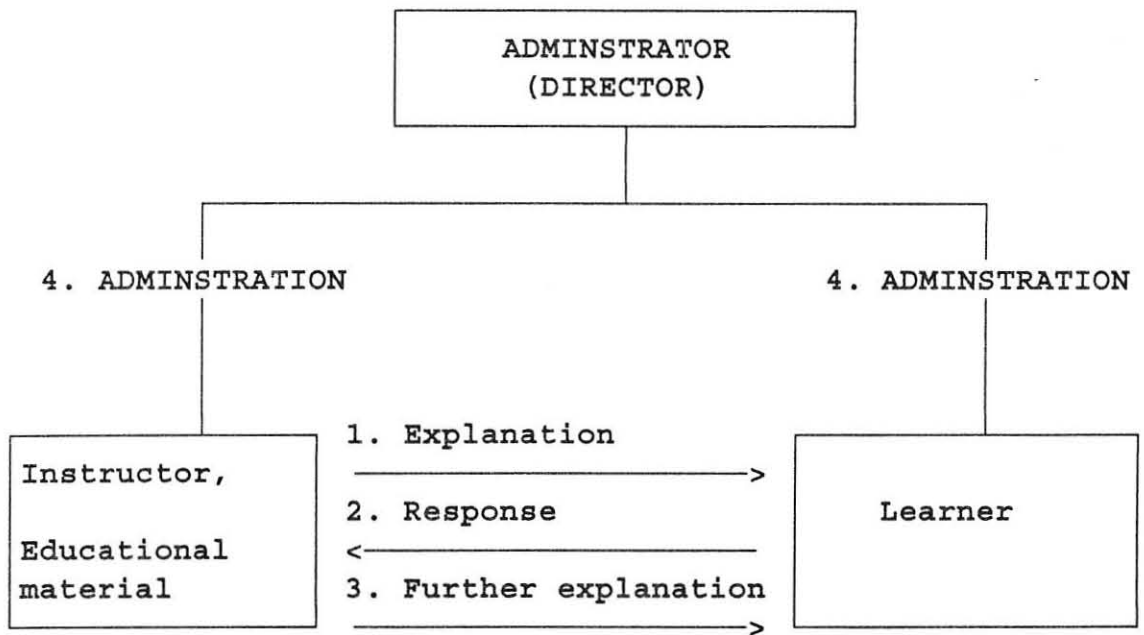 ADMINSTRATOR
(DIRECTOR)
4. ADMINSTRATION
4. ADMINSTRATION
Instructor,
Educational
material
1. Explanation
2. Response
3. Further explanation
Learner